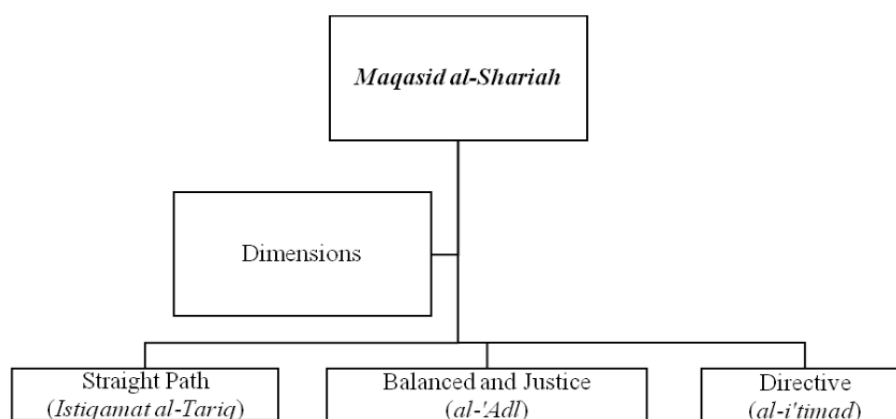 Maqasid al-Shariah
Dimensions
Straight Path
(Istiqamat al-Tariq)
Balanced and Justice
(al-'Adl)
Directive
(al-i'timad)